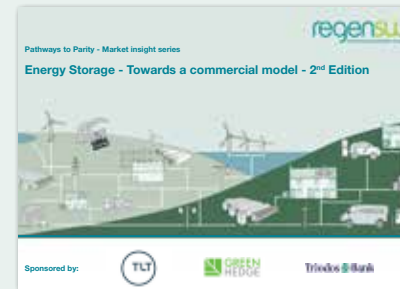 regensw
Pathways to Parity - Market insight series
Energy Storage - Towards a commercial model - 2nd Edition
Sponsored by:
TLT
GREEN
HEDGE
Triodos Bank